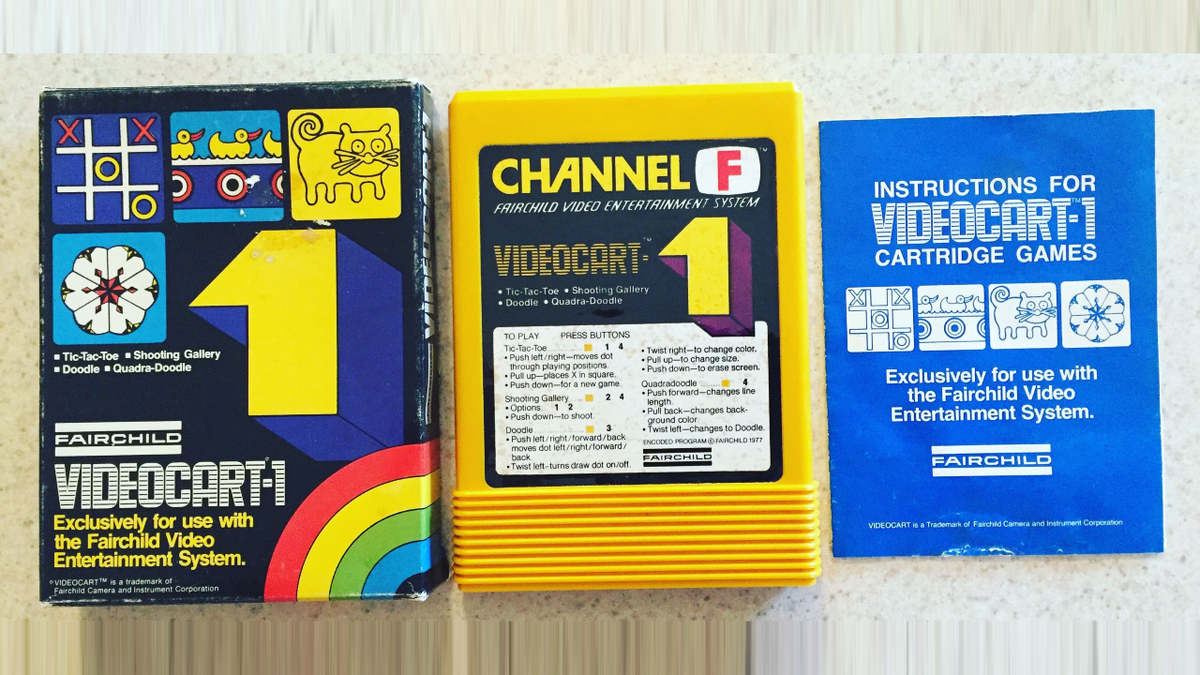 X X
O
O
▪ Tic-Tac-Toe ▪ Shooting Gallery
▪ Doodle ▪ Quadra-Doodle
1
FAIRCHILD
VIDEOCART-1
Exclusively for use with
the Fairchild Video
Entertainment System.
VIDEOCART™ is a trademark of
Fairchild Camera and Instrument Corporation
CHANNEL F
FAIRCHILD VIDEO ENTERTAINMENT SYSTEM
VIDEOCART-1
• Tic-Tac-Toe • Shooting Gallery
• Doodle • Quadra-Doodle
TO PLAY PRESS BUTTONS
Tic-Tac-Toe 1 4
• Push left/right—moves dot
through playing positions.
• Pull up—places X in square.
• Push down—for a new game.
Shooting Gallery 2 4
• Options 1 2
• Push down—to shoot.
Doodle 3
• Push left/right/forward/back
moves dot left/right/forward/
back.
• Twist left—turns draw dot on/off.
• Twist right—to change color.
• Pull up—to change size.
• Push down—to erase screen.
Quadradoodle 4
• Push forward—changes line
length.
• Pull back—changes back-
ground color.
• Twist left—changes to Doodle.
ENCODED PROGRAM © FAIRCHILD 1977
FAIRCHILD
INSTRUCTIONS FOR
VIDEOCART™-1
CARTRIDGE GAMES
X X
O
O
Exclusively for use with
the Fairchild Video
Entertainment System.
FAIRCHILD
VIDEOCART is a Trademark of Fairchild Camera and Instrument Corporation